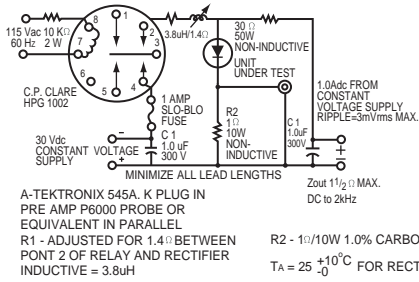 115 Vac 10 KΩ
60 Hz 2 W
8
1
2
3
7
6
5
4
3.8uH/1.4Ω
30 Ω
50W
NON-INDUCTIVE
UNIT
UNDER TEST
C.P. CLARE
HPG 1002
1 AMP
SLO-BLO
FUSE
R2
1Ω
10W
NON-
INDUCTIVE
C 1
1.0uF
300V
1.0Adc FROM
CONSTANT
VOLTAGE SUPPLY
RIPPLE=3mVrms MAX.
30 Vdc
CONSTANT VOLTAGE
SUPPLY
-
+
C 1
1.0 uF
300 V
+
-
MINIMIZE ALL LEAD LENGTHS
Zout 1 1/2 Ω MAX.
DC to 2kHz
A-TEKTRONIX 545A. K PLUG IN
PRE AMP P6000 PROBE OR
EQUIVALENT IN PARALLEL
R1 - ADJUSTED FOR 1.4Ω BETWEEN
PONT 2 OF RELAY AND RECTIFIER
INDUCTIVE = 3.8uH
R2 - 1Ω/10W 1.0% CARBO
TA = 25 +10°C -0 FOR RECT